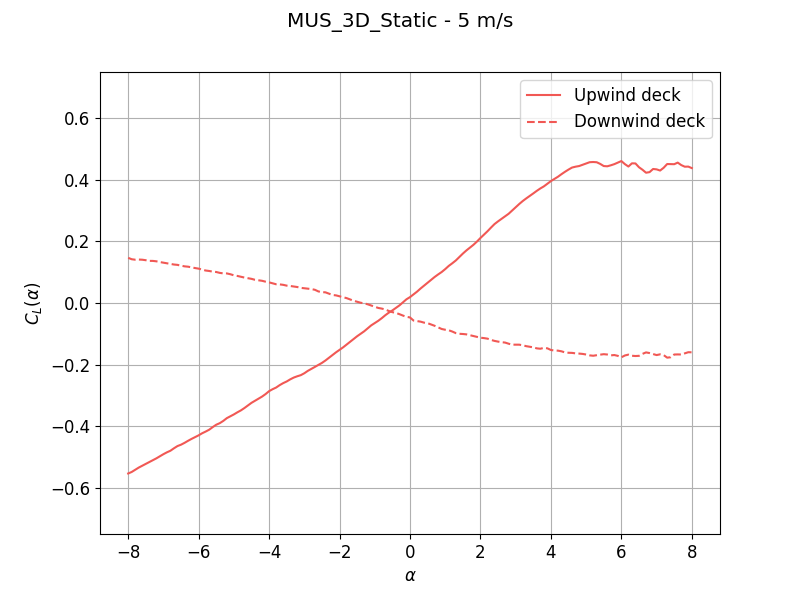 MUS_3D_Static - 5 m/s
Upwind deck
Downwind deck
0.6
0.4
0.2
0.0
−0.2
−0.4
−0.6
C_L(α)
−8 −6 −4 −2 0 2 4 6 8
α